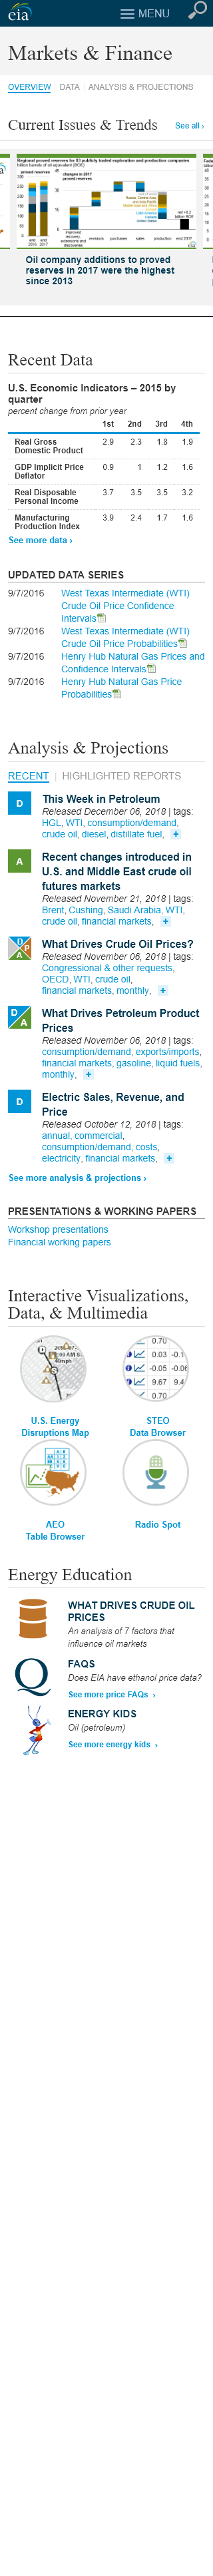 eia
MENU
Markets & Finance
OVERVIEW DATA ANALYSIS & PROJECTIONS
Current Issues & Trends See all ›
Oil company additions to proved
reserves in 2017 were the highest
since 2013
Recent Data
U.S. Economic Indicators – 2015 by
quarter
percent change from prior year
1st 2nd 3rd 4th
Real Gross
Domestic Product 2.9 2.3 1.8 1.9
GDP Implicit Price
Deflator 0.9 1 1.2 1.6
Real Disposable
Personal Income 3.7 3.5 3.5 3.2
Manufacturing
Production Index 3.9 2.4 1.7 1.6
See more data ›
UPDATED DATA SERIES
9/7/2016 West Texas Intermediate (WTI)
Crude Oil Price Confidence
Intervals
9/7/2016 West Texas Intermediate (WTI)
Crude Oil Price Probabilities
9/7/2016 Henry Hub Natural Gas Prices and
Confidence Intervals
9/7/2016 Henry Hub Natural Gas Price
Probabilities
Analysis & Projections
RECENT | HIGHLIGHTED REPORTS
D This Week in Petroleum
Released December 06, 2018 | tags:
HGL, WTI, consumption/demand,
crude oil, diesel, distillate fuel, +
A Recent changes introduced in
U.S. and Middle East crude oil
futures markets
Released November 21, 2018 | tags:
Brent, Cushing, Saudi Arabia, WTI,
crude oil, financial markets, +
D P A What Drives Crude Oil Prices?
Released November 06, 2018 | tags:
Congressional & other requests,
OECD, WTI, crude oil,
financial markets, monthly, +
D A What Drives Petroleum Product
Prices
Released November 06, 2018 | tags:
consumption/demand, exports/imports,
financial markets, gasoline, liquid fuels,
monthly, +
D Electric Sales, Revenue, and
Price
Released October 12, 2018 | tags:
annual, commercial,
consumption/demand, costs,
electricity, financial markets, +
See more analysis & projections ›
PRESENTATIONS & WORKING PAPERS
Workshop presentations
Financial working papers
Interactive Visualizations,
Data, & Multimedia
U.S. Energy
Disruptions Map
STEO
Data Browser
AEO
Table Browser
Radio Spot
Energy Education
WHAT DRIVES CRUDE OIL
PRICES
An analysis of 7 factors that
influence oil markets
Q FAQS
Does EIA have ethanol price data?
See more price FAQs ›
ENERGY KIDS
Oil (petroleum)
See more energy kids ›